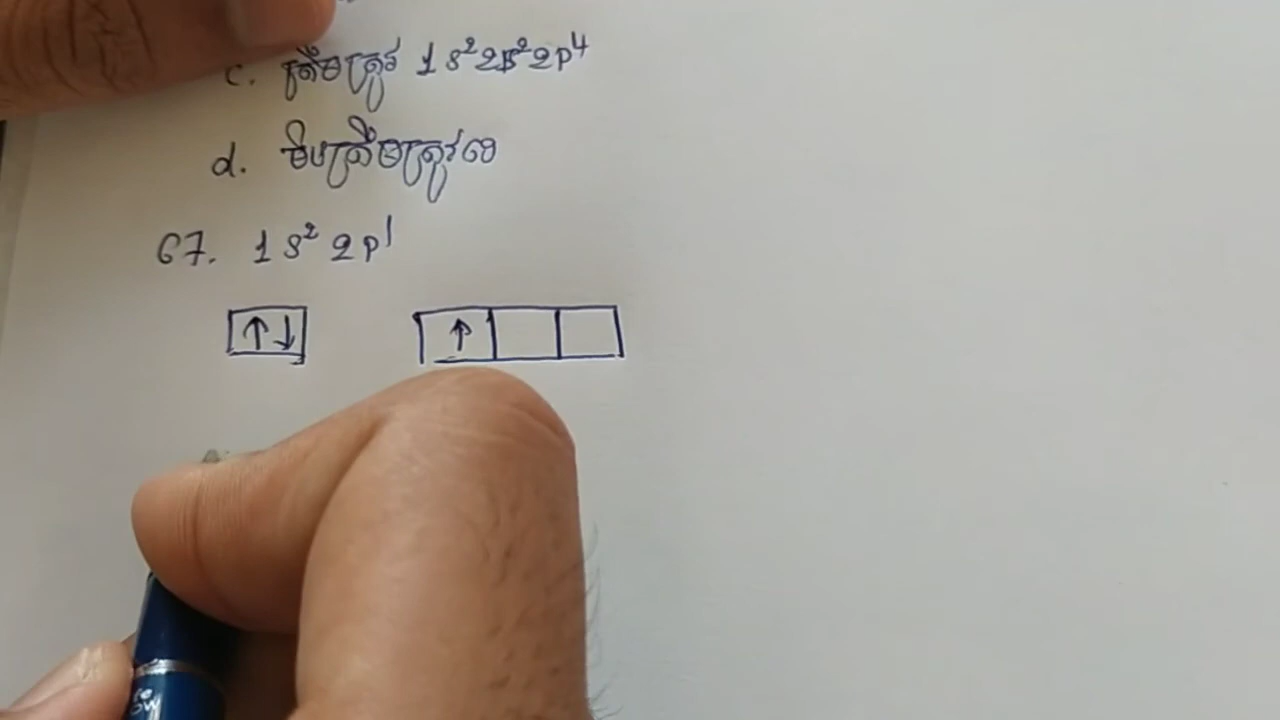 c. ត្រឹមត្រូវ 1s²2s²2p⁴
d. មិនត្រឹមត្រូវទេ
67. 1s² 2p¹
↑↓ ↑